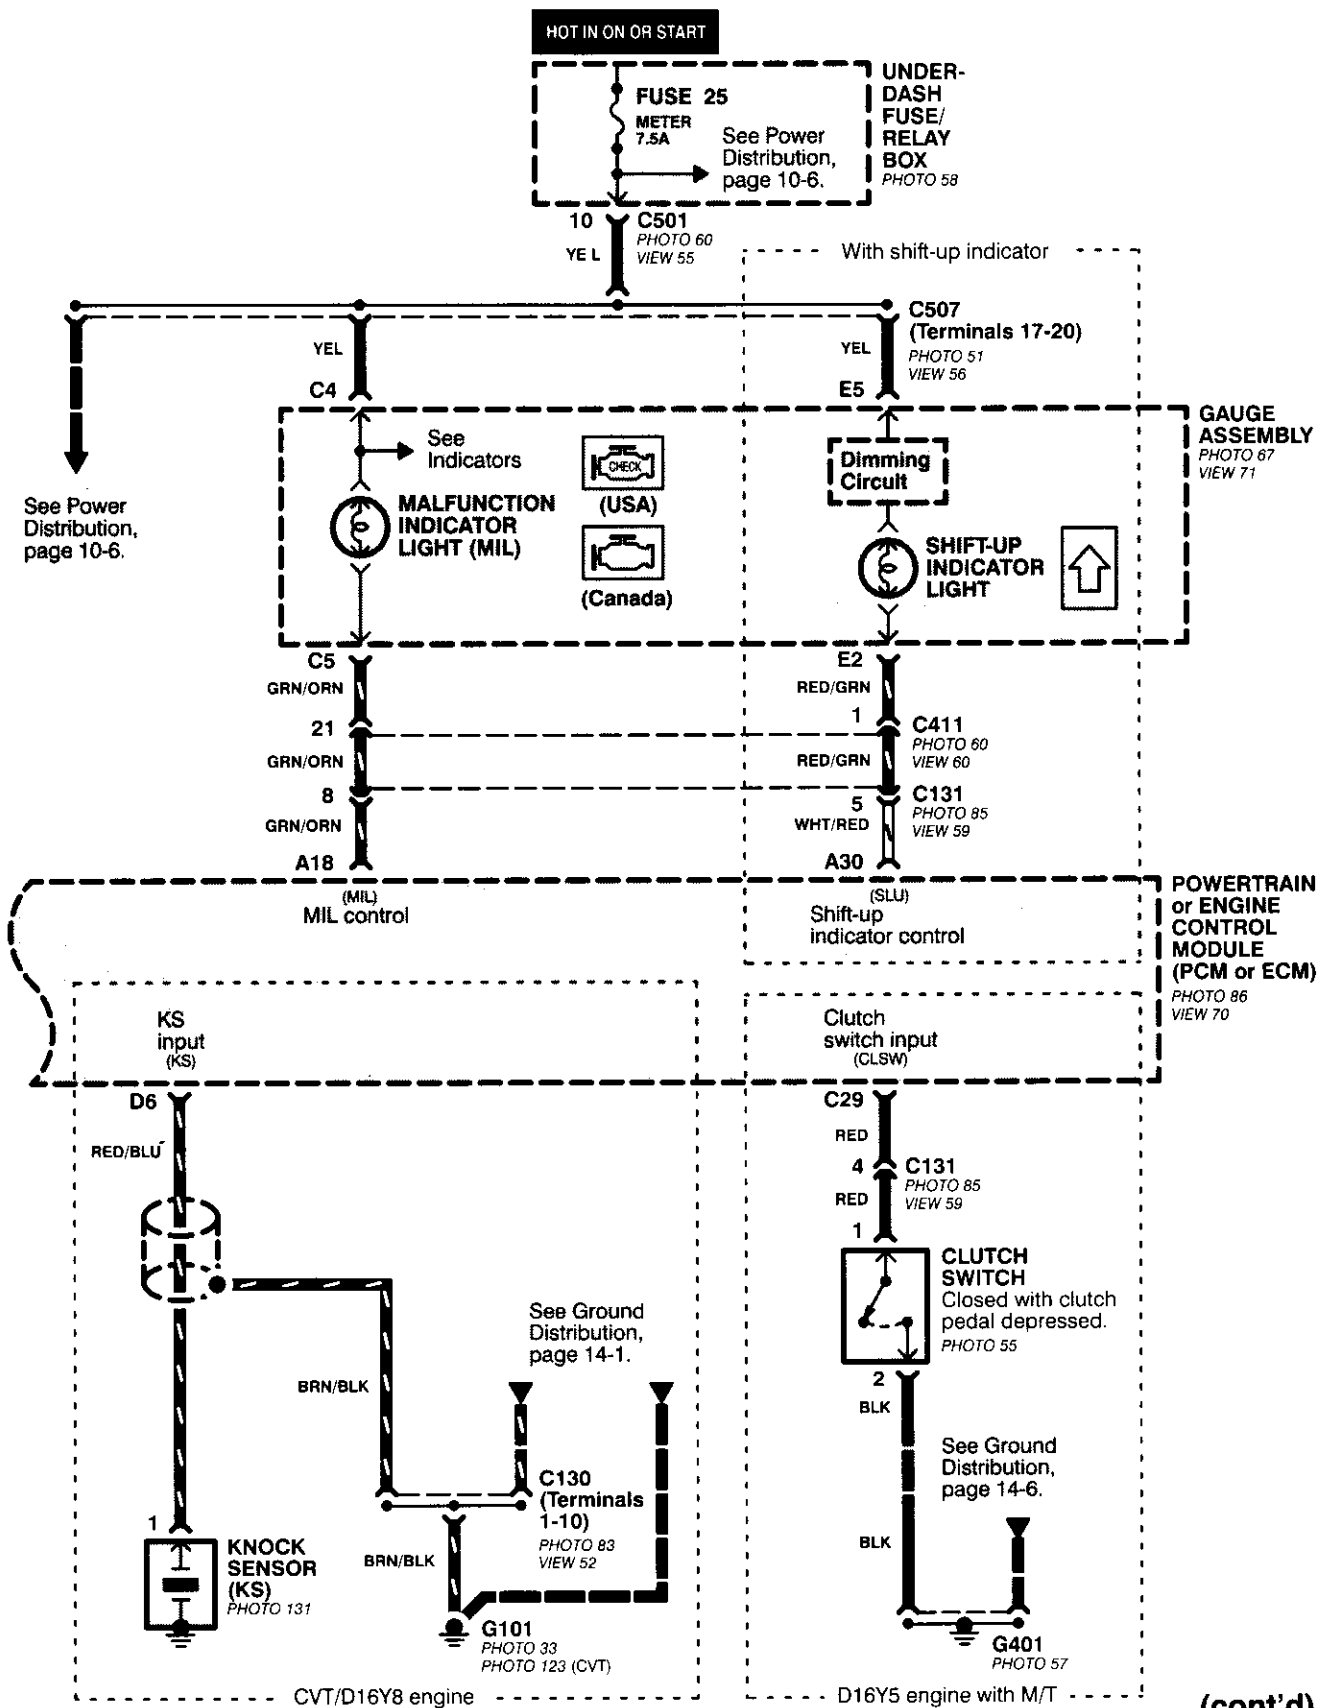 HOT IN ON OR START
FUSE 25
METER
7.5A
See Power
Distribution,
page 10-6.
UNDER-
DASH
FUSE/
RELAY
BOX
PHOTO 58
10
C501
PHOTO 60
VIEW 55
YEL
With shift-up indicator
C507
(Terminals 17-20)
PHOTO 51
VIEW 56
YEL
YEL
C4
E5
See Power
Distribution,
page 10-6.
See
Indicators
MALFUNCTION
INDICATOR
LIGHT (MIL)
CHECK
(USA)
(Canada)
Dimming
Circuit
SHIFT-UP
INDICATOR
LIGHT
GAUGE
ASSEMBLY
PHOTO 67
VIEW 71
C5
E2
GRN/ORN
RED/GRN
21
1
C411
PHOTO 60
VIEW 60
GRN/ORN
RED/GRN
8
5
C131
PHOTO 85
VIEW 59
GRN/ORN
WHT/RED
A18
A30
(MIL)
MIL control
(SLU)
Shift-up
indicator control
POWERTRAIN
or ENGINE
CONTROL
MODULE
(PCM or ECM)
PHOTO 86
VIEW 70
KS
input
(KS)
Clutch
switch input
(CLSW)
D6
RED/BLU
C29
RED
4
C131
PHOTO 85
VIEW 59
RED
1
CLUTCH
SWITCH
Closed with clutch
pedal depressed.
PHOTO 55
2
BLK
See Ground
Distribution,
page 14-1.
BRN/BLK
See Ground
Distribution,
page 14-6.
C130
(Terminals
1-10)
PHOTO 83
VIEW 52
1
KNOCK
SENSOR
(KS)
PHOTO 131
BRN/BLK
BLK
G101
PHOTO 33
PHOTO 123 (CVT)
G401
PHOTO 57
CVT/D16Y8 engine
D16Y5 engine with M/T
(cont'd)